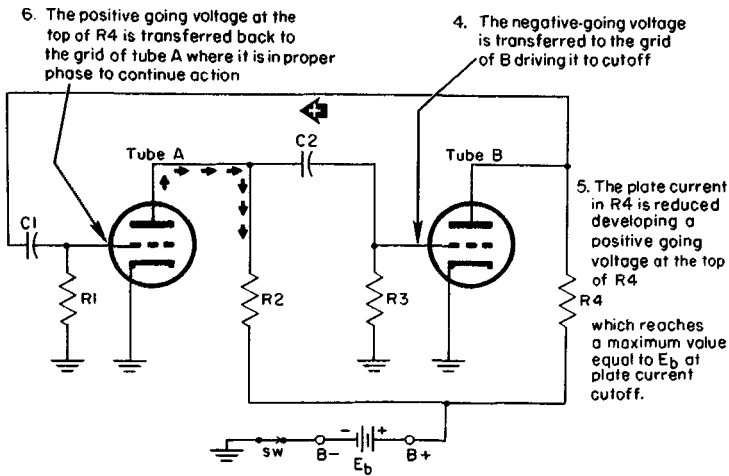 6. The positive going voltage at the
top of R4 is transferred back to
the grid of tube A where it is in proper
phase to continue action
4. The negative-going voltage
is transferred to the grid
of B driving it to cutoff
+
Tube A
C2
Tube B
5. The plate current
in R4 is reduced
developing a
positive going
voltage at the top
of R4
C1
R1
R2
R3
R4
which reaches
a maximum value
equal to Eb at
plate current
cutoff.
- +
SW
B-
Eb
B+